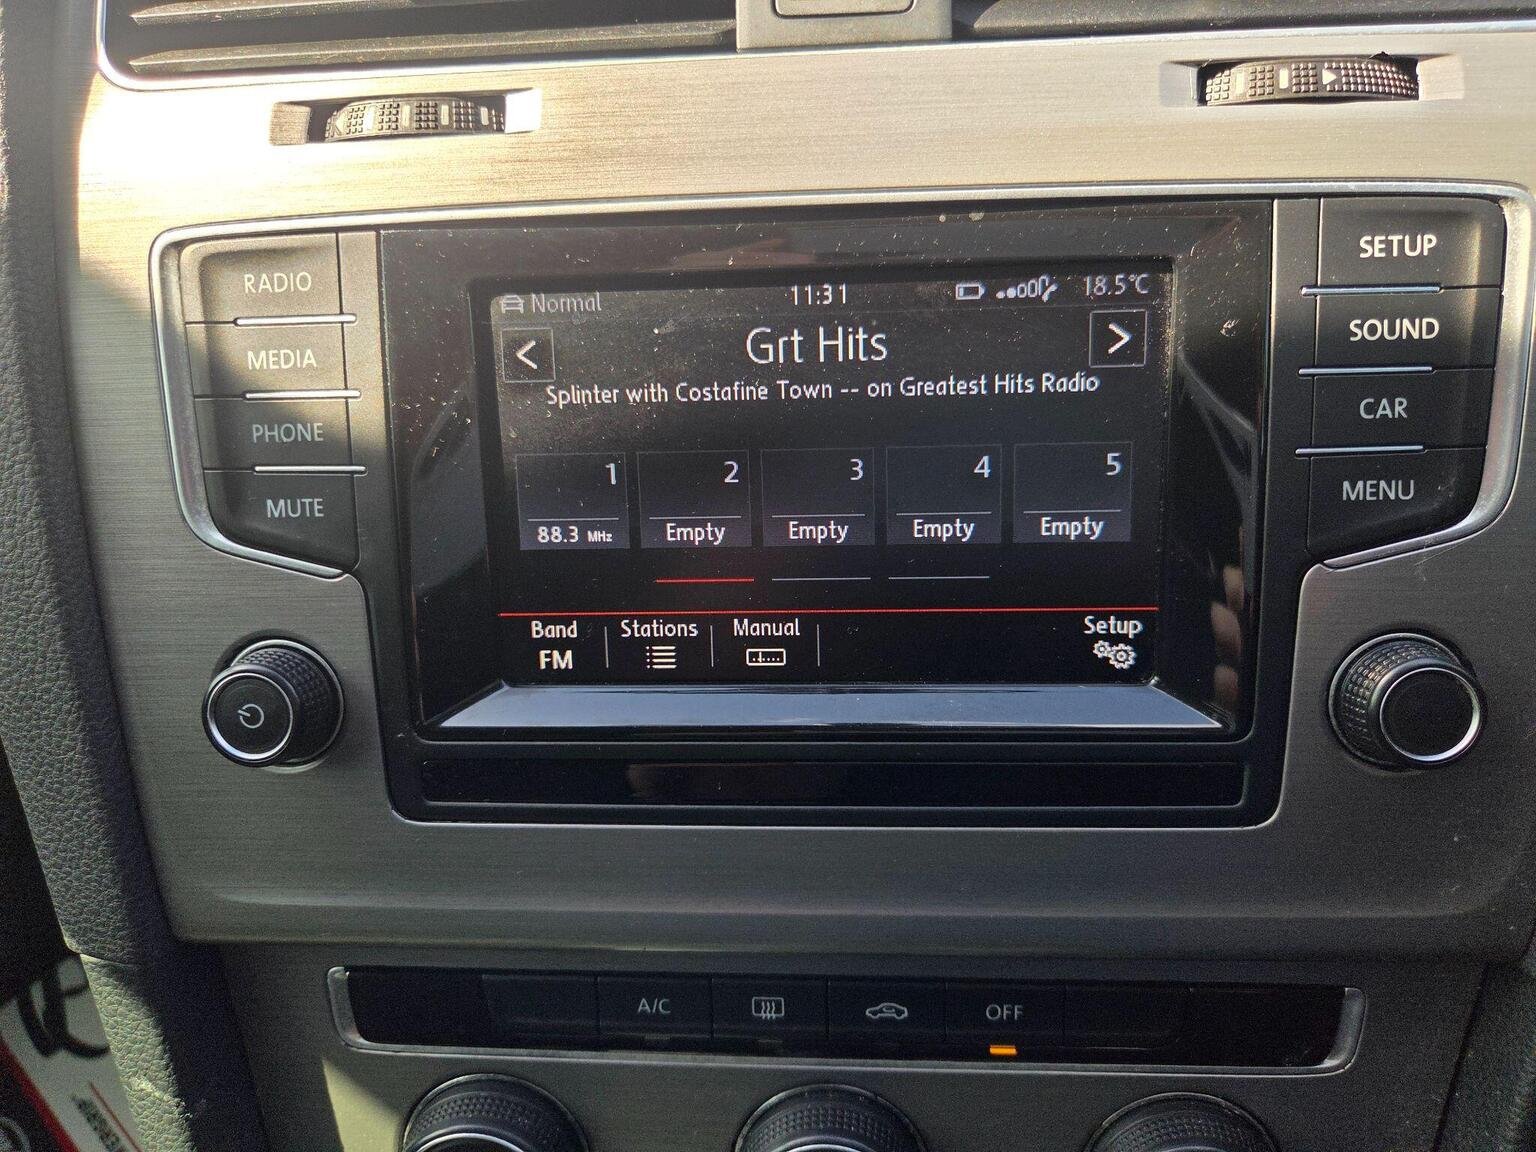 RADIO
MEDIA
PHONE
MUTE
Normal
11:31
18.5°C
<
Grt Hits
>
Splinter with Costafine Town -- on Greatest Hits Radio
1
2
3
4
5
88.3 MHz
Empty
Empty
Empty
Empty
Band
FM
Stations
Manual
Setup
SETUP
SOUND
CAR
MENU
A/C
OFF